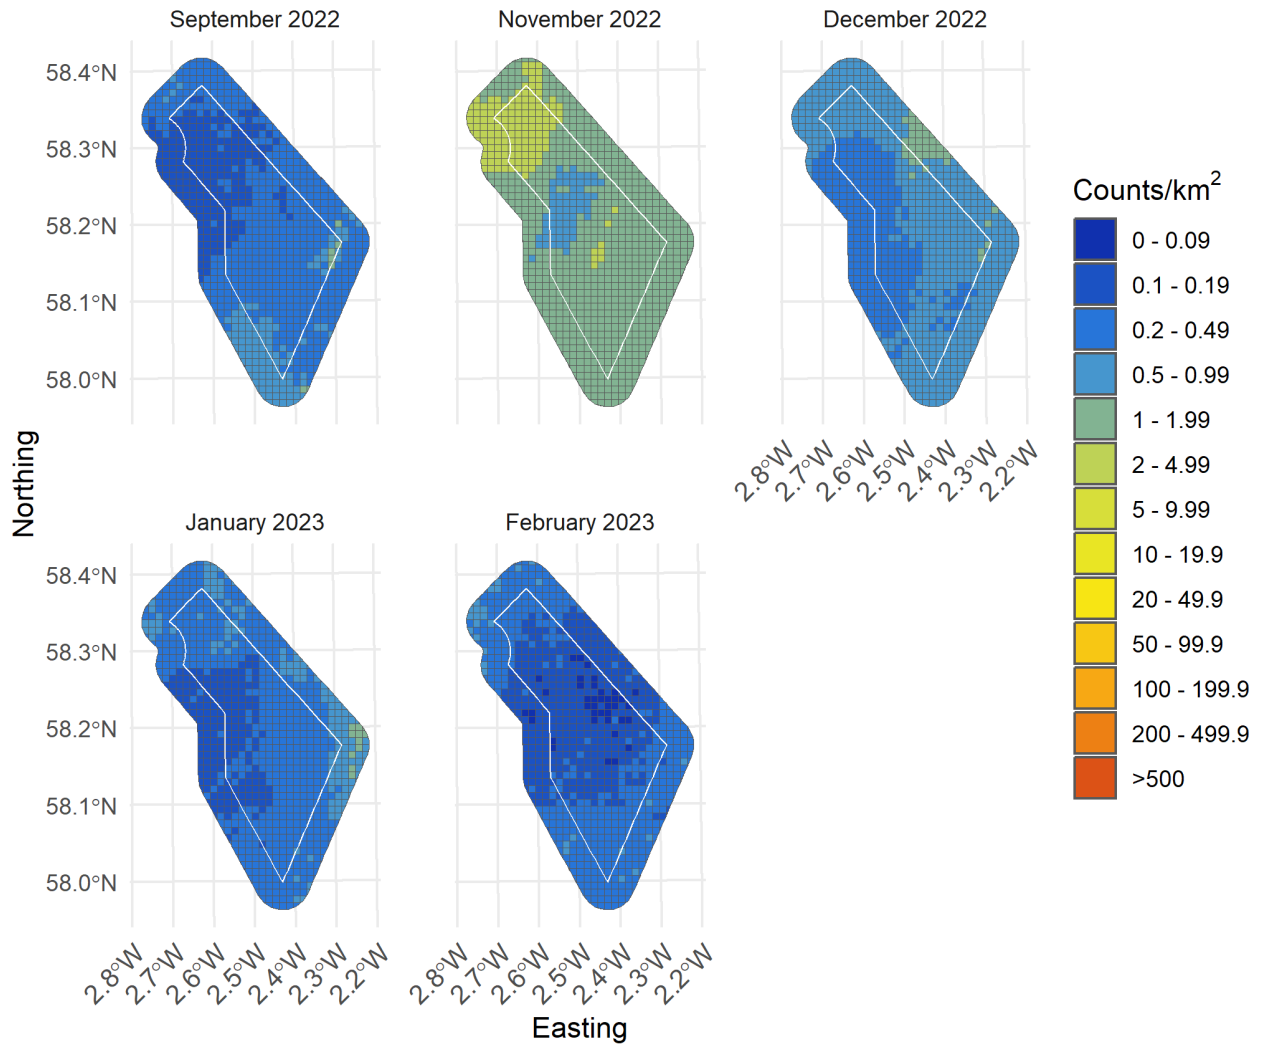 September 2022
November 2022
December 2022
58.4°N
58.3°N
58.2°N
58.1°N
58.0°N
2.8°W
2.7°W
2.6°W
2.5°W
2.4°W
2.3°W
2.2°W
Counts/km²
0 - 0.09
0.1 - 0.19
0.2 - 0.49
0.5 - 0.99
1 - 1.99
2 - 4.99
5 - 9.99
10 - 19.9
20 - 49.9
50 - 99.9
100 - 199.9
200 - 499.9
>500
Northing
January 2023
February 2023
58.4°N
58.3°N
58.2°N
58.1°N
58.0°N
2.8°W
2.7°W
2.6°W
2.5°W
2.4°W
2.3°W
2.2°W
2.8°W
2.7°W
2.6°W
2.5°W
2.4°W
2.3°W
2.2°W
Easting